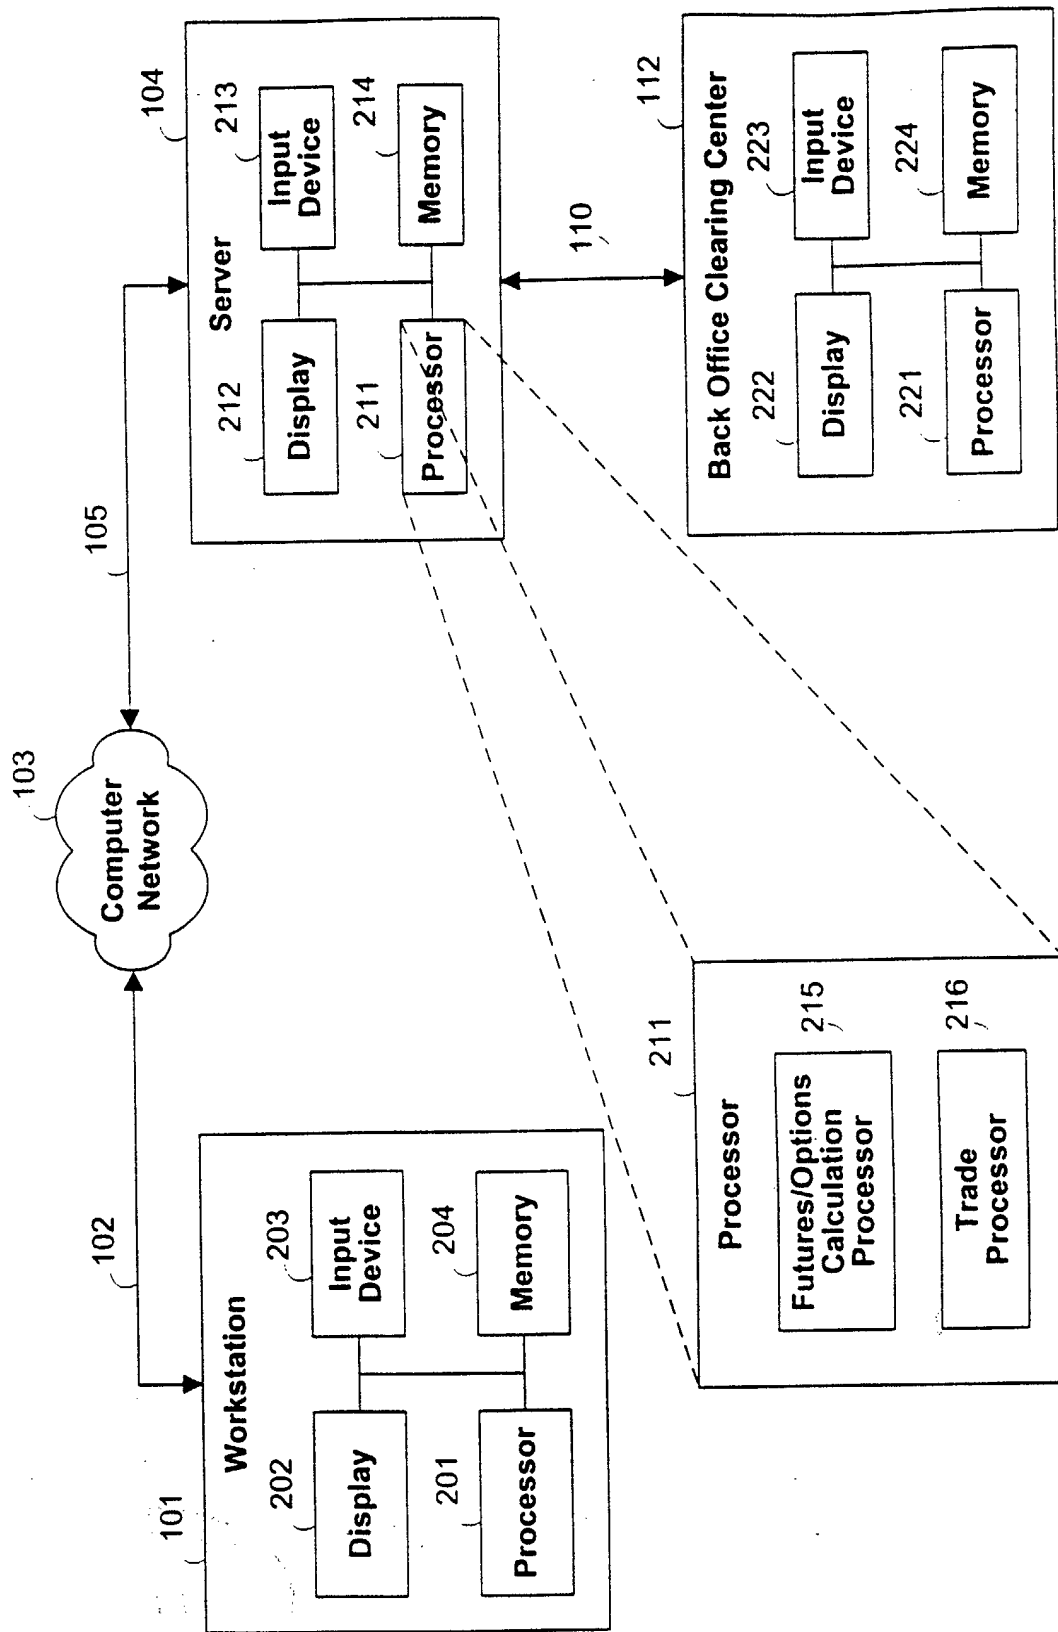 103
Computer
Network
102
105
101
Workstation
202
Display
203
Input
Device
201
Processor
204
Memory
104
Server
212
Display
213
Input
Device
211
Processor
214
Memory
110
211
Processor
215
Futures/Options
Calculation
Processor
216
Trade
Processor
112
Back Office Clearing Center
222
Display
223
Input
Device
221
Processor
224
Memory